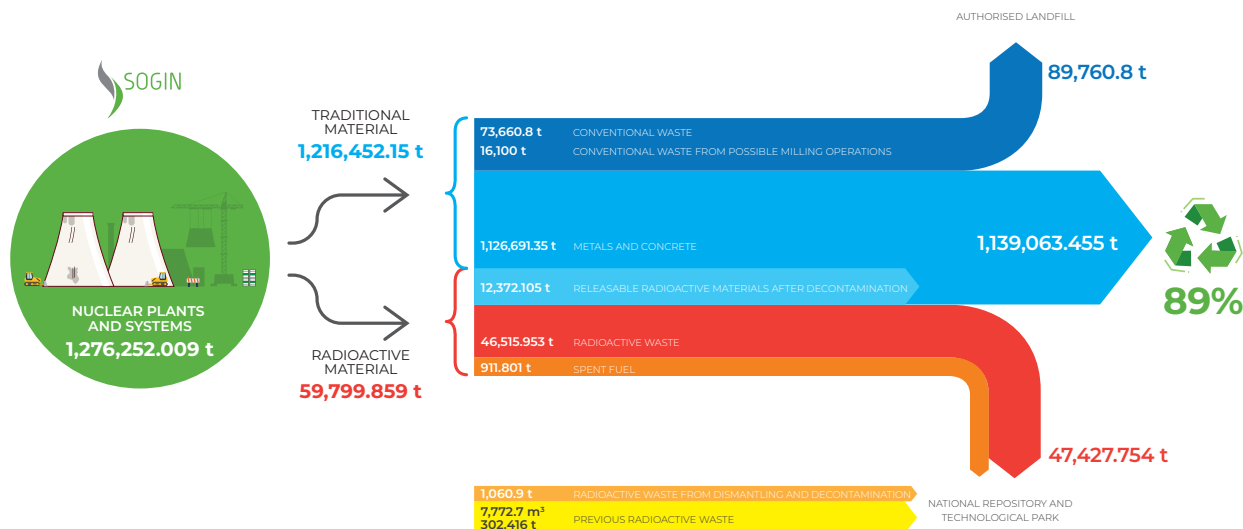 AUTHORISED LANDFILL
89,760.8 t
SOGIN
TRADITIONAL
MATERIAL
1,216,452.15 t
73,660.8 t CONVENTIONAL WASTE
16,100 t CONVENTIONAL WASTE FROM POSSIBLE MILLING OPERATIONS
1,126,691.35 t METALS AND CONCRETE
1,139,063.455 t
12,372.105 t RELEASABLE RADIOACTIVE MATERIALS AFTER DECONTAMINATION
89%
NUCLEAR PLANTS
AND SYSTEMS
1,276,252.009 t
RADIOACTIVE
MATERIAL
59,799.859 t
46,515.953 t RADIOACTIVE WASTE
911.801 t SPENT FUEL
47,427.754 t
1,060.9 t RADIOACTIVE WASTE FROM DISMANTLING AND DECONTAMINATION
7,772.7 m³
302.416 t PREVIOUS RADIOACTIVE WASTE
NATIONAL REPOSITORY AND
TECHNOLOGICAL PARK